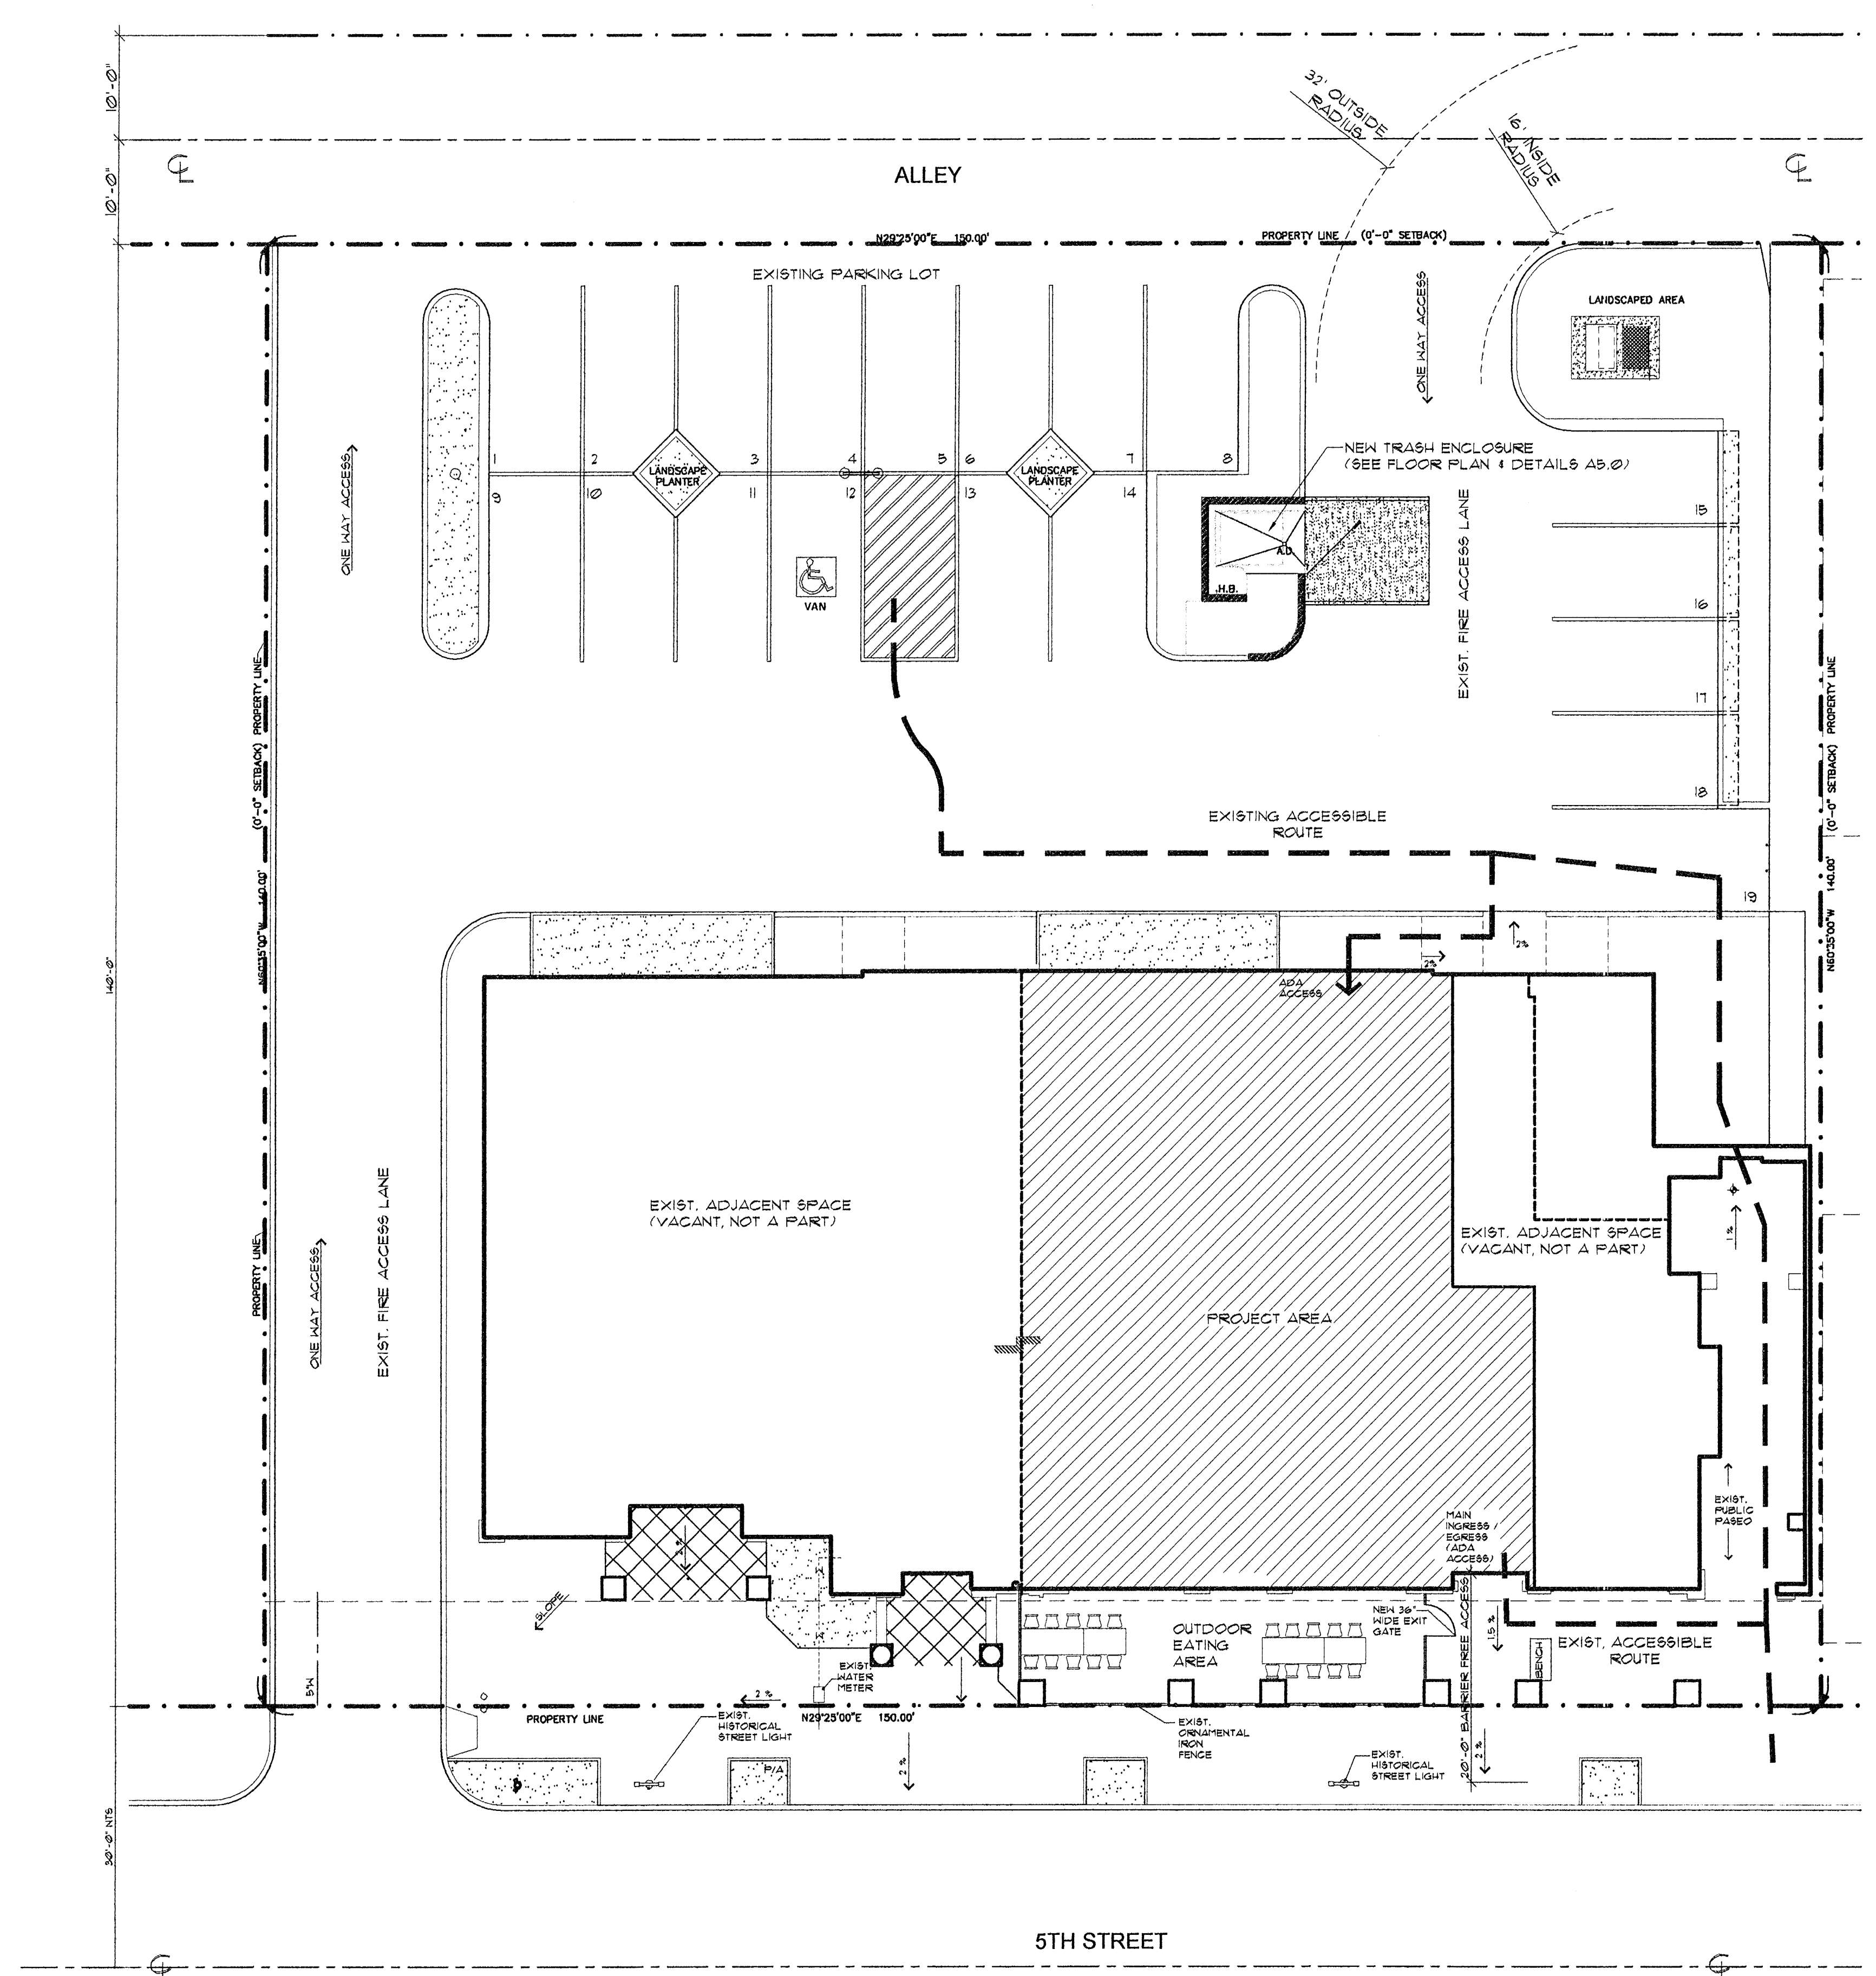 10'-0"
10'-0"
32' OUTSIDE
RADIUS
16' INSIDE
RADIUS
CL
ALLEY
CL
N29°25'00"E 150.00'
PROPERTY LINE (0'-0" SETBACK)
EXISTING PARKING LOT
ONE WAY ACCESS
LANDSCAPED AREA
NEW TRASH ENCLOSURE
(SEE FLOOR PLAN & DETAILS A5.0)
1
2
3
4
5
6
7
8
LANDSCAPE
PLANTER
LANDSCAPE
PLANTER
9
10
11
12
13
14
ONE WAY ACCESS
15
16
17
18
19
A.D.
H.B.
VAN
EXIST. FIRE ACCESS LANE
(0'-0" SETBACK) PROPERTY LINE
N60°35'00"W 140.00'
(0'-0" SETBACK) PROPERTY LINE
N60°35'00"W 140.00'
140'-0"
EXISTING ACCESSIBLE
ROUTE
2%
2%
ADA
ACCESS
EXIST. ADJACENT SPACE
(VACANT, NOT A PART)
EXIST. ADJACENT SPACE
(VACANT, NOT A PART)
1%
PROPERTY LINE
ONE WAY ACCESS
EXIST. FIRE ACCESS LANE
PROJECT AREA
MAIN
INGRESS /
EGRESS
(ADA
ACCESS)
EXIST.
PUBLIC
PASEO
2%
SLOPE
W
W
5'W
NEW 36"
WIDE EXIT
GATE
OUTDOOR
EATING
AREA
1.5%
BENCH
EXIST. ACCESSIBLE
ROUTE
EXIST.
WATER
METER
2%
20'-0" BARRIER FREE ACCESS
PROPERTY LINE
N29°25'00"E 150.00'
EXIST.
HISTORICAL
STREET LIGHT
EXIST.
ORNAMENTAL
IRON
FENCE
2%
2%
EXIST.
HISTORICAL
STREET LIGHT
P/A
30'-0" NTS
5TH STREET
CL
CL